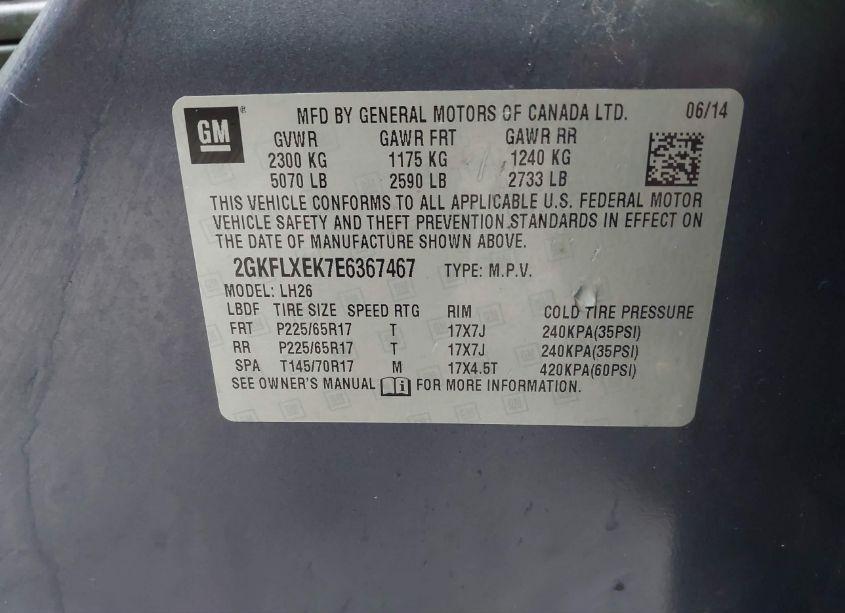 GM® MFD BY GENERAL MOTORS OF CANADA LTD. 06/14
GVWR GAWR FRT GAWR RR
2300 KG 1175 KG 1240 KG
5070 LB 2590 LB 2733 LB
THIS VEHICLE CONFORMS TO ALL APPLICABLE U.S. FEDERAL MOTOR
VEHICLE SAFETY AND THEFT PREVENTION STANDARDS IN EFFECT ON
THE DATE OF MANUFACTURE SHOWN ABOVE.
2GKFLXEK7E6367467 TYPE: M.P.V.
MODEL: LH26
LBDF TIRE SIZE SPEED RTG RIM COLD TIRE PRESSURE
FRT P225/65R17 T 17X7J 240KPA(35PSI)
RR P225/65R17 T 17X7J 240KPA(35PSI)
SPA T145/70R17 M 17X4.5T 420KPA(60PSI)
SEE OWNER'S MANUAL FOR MORE INFORMATION.